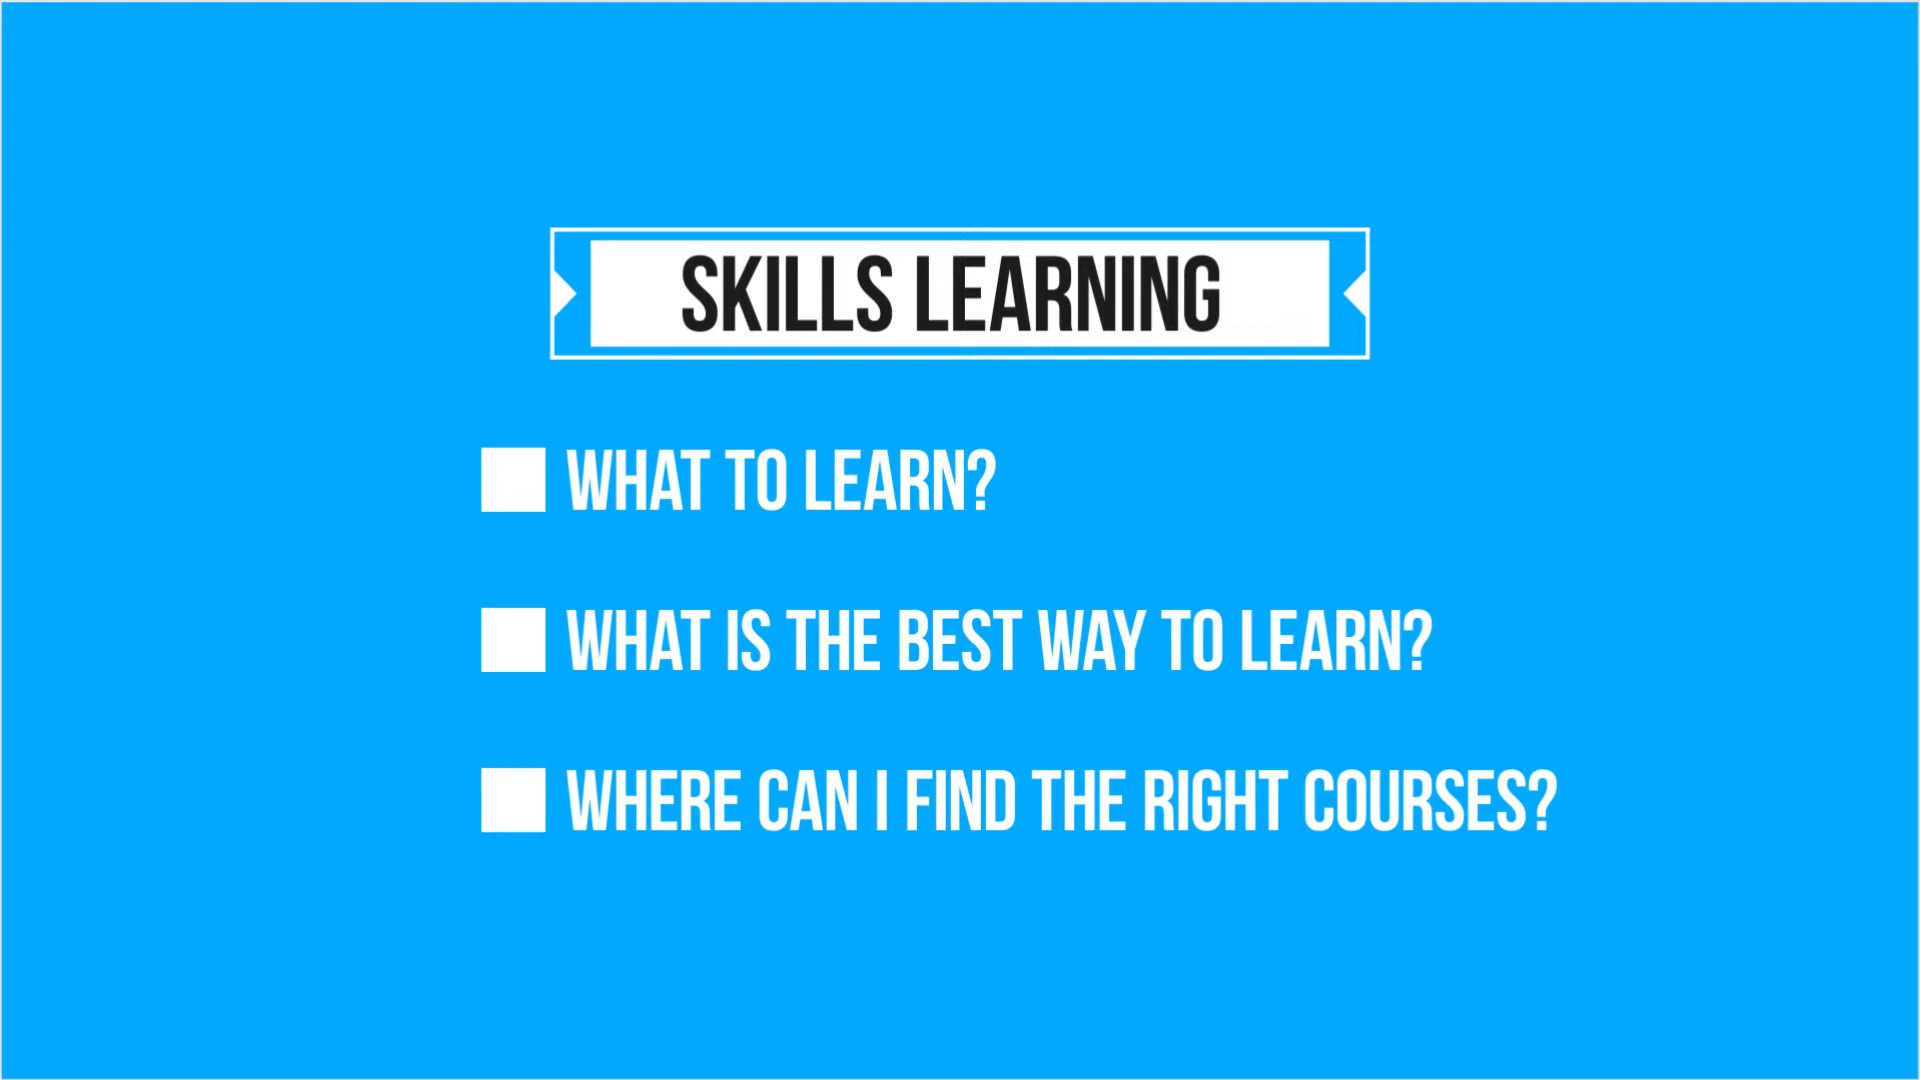 SKILLS LEARNING
WHAT TO LEARN?
WHAT IS THE BEST WAY TO LEARN?
WHERE CAN I FIND THE RIGHT COURSES?